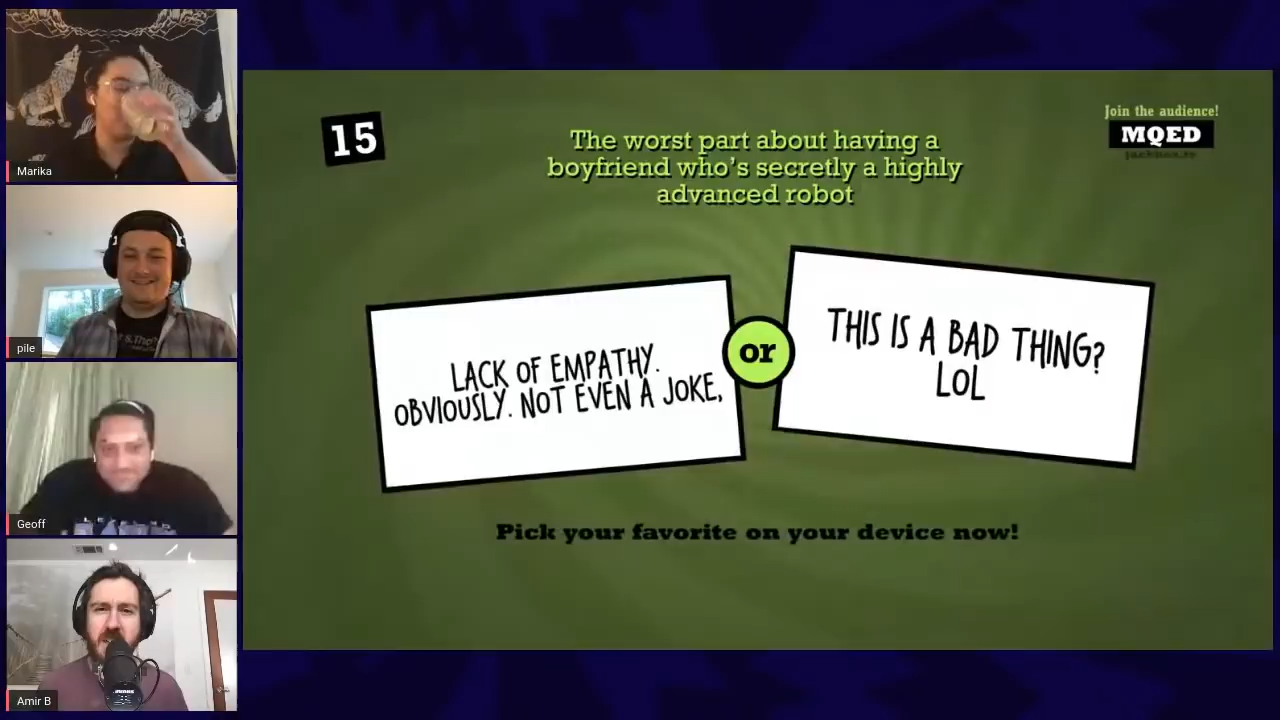 Marika
pile
Geoff
Amir B
15
The worst part about having a
boyfriend who's secretly a highly
advanced robot
Join the audience!
MQED
jackbox.tv
LACK OF EMPATHY.
OBVIOUSLY. NOT EVEN A JOKE,
or
THIS IS A BAD THING?
LOL
Pick your favorite on your device now!